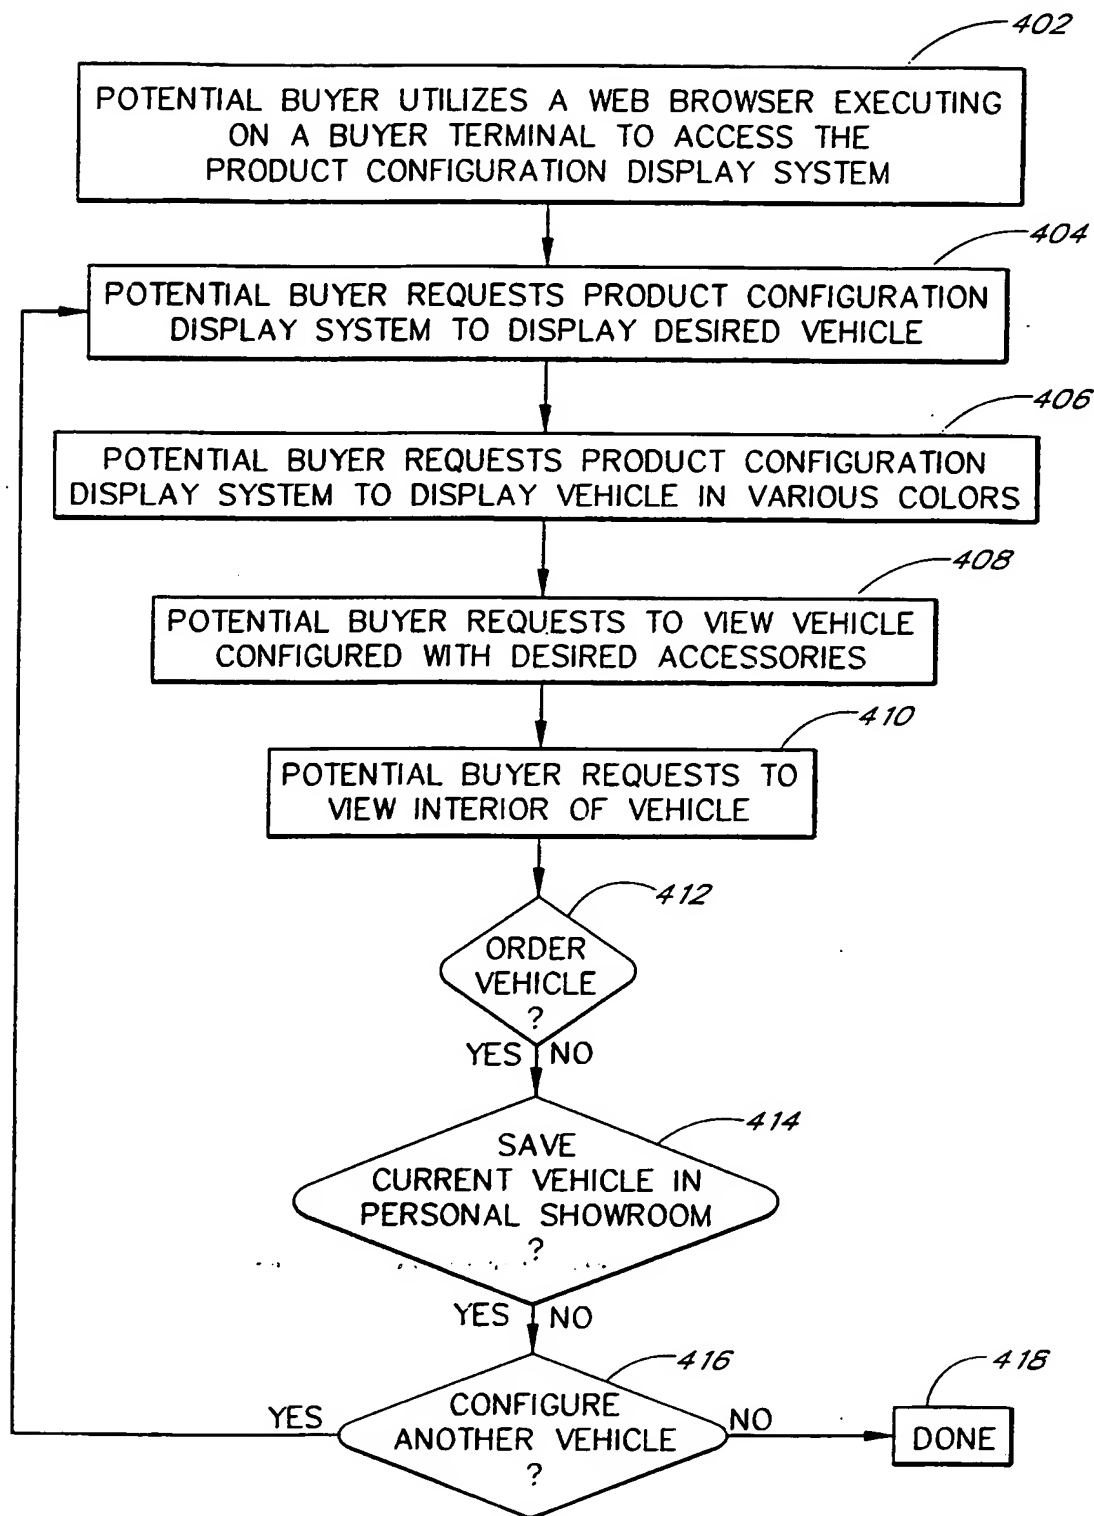 402
POTENTIAL BUYER UTILIZES A WEB BROWSER EXECUTING
ON A BUYER TERMINAL TO ACCESS THE
PRODUCT CONFIGURATION DISPLAY SYSTEM
404
POTENTIAL BUYER REQUESTS PRODUCT CONFIGURATION
DISPLAY SYSTEM TO DISPLAY DESIRED VEHICLE
406
POTENTIAL BUYER REQUESTS PRODUCT CONFIGURATION
DISPLAY SYSTEM TO DISPLAY VEHICLE IN VARIOUS COLORS
408
POTENTIAL BUYER REQUESTS TO VIEW VEHICLE
CONFIGURED WITH DESIRED ACCESSORIES
410
POTENTIAL BUYER REQUESTS TO
VIEW INTERIOR OF VEHICLE
412
ORDER
VEHICLE
?
YES NO
414
SAVE
CURRENT VEHICLE IN
PERSONAL SHOWROOM
?
YES NO
416
418
CONFIGURE
ANOTHER VEHICLE
?
YES
NO
DONE